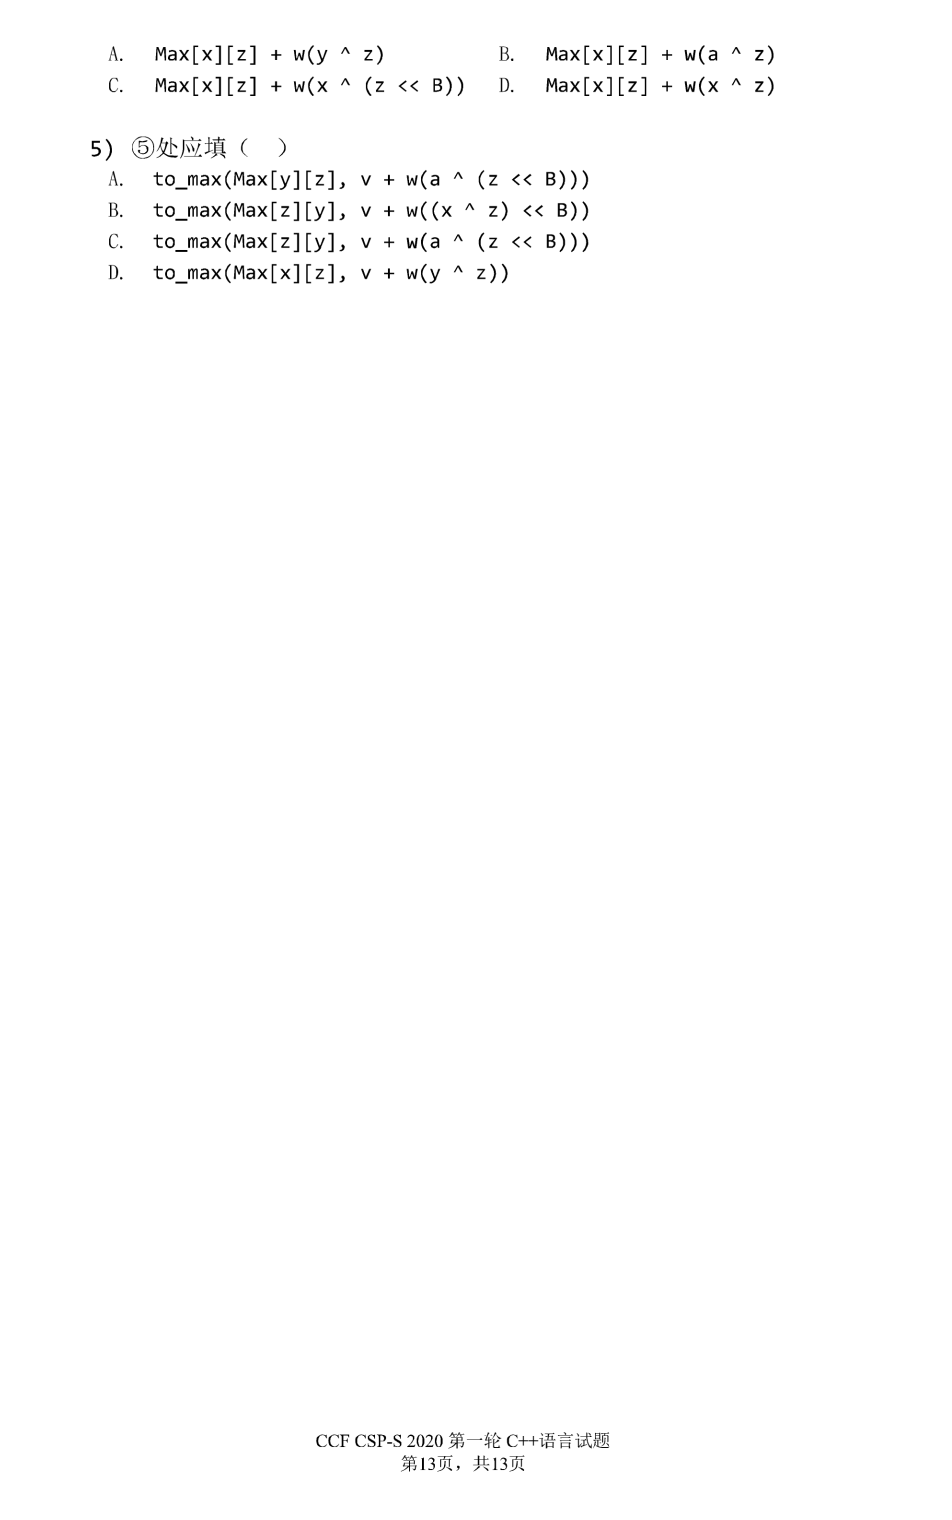 A. Max[x][z] + w(y ^ z) B. Max[x][z] + w(a ^ z)
C. Max[x][z] + w(x ^ (z << B)) D. Max[x][z] + w(x ^ z)
5) ⑤处应填（ ）
A. to_max(Max[y][z], v + w(a ^ (z << B)))
B. to_max(Max[z][y], v + w((x ^ z) << B))
C. to_max(Max[z][y], v + w(a ^ (z << B)))
D. to_max(Max[x][z], v + w(y ^ z))
CCF CSP-S 2020 第一轮 C++语言试题
第13页，共13页